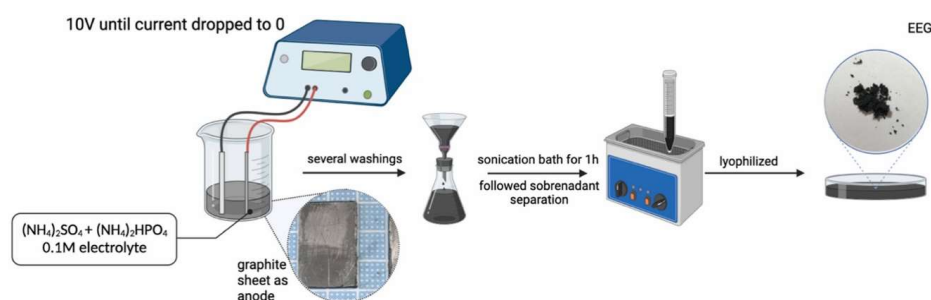 10V until current dropped to 0
EEG
several washings
sonication bath for 1h
followed sobrenadant
separation
lyophilized
(NH₄)₂SO₄ + (NH₄)₂HPO₄
0.1M electrolyte
graphite
sheet as
anode